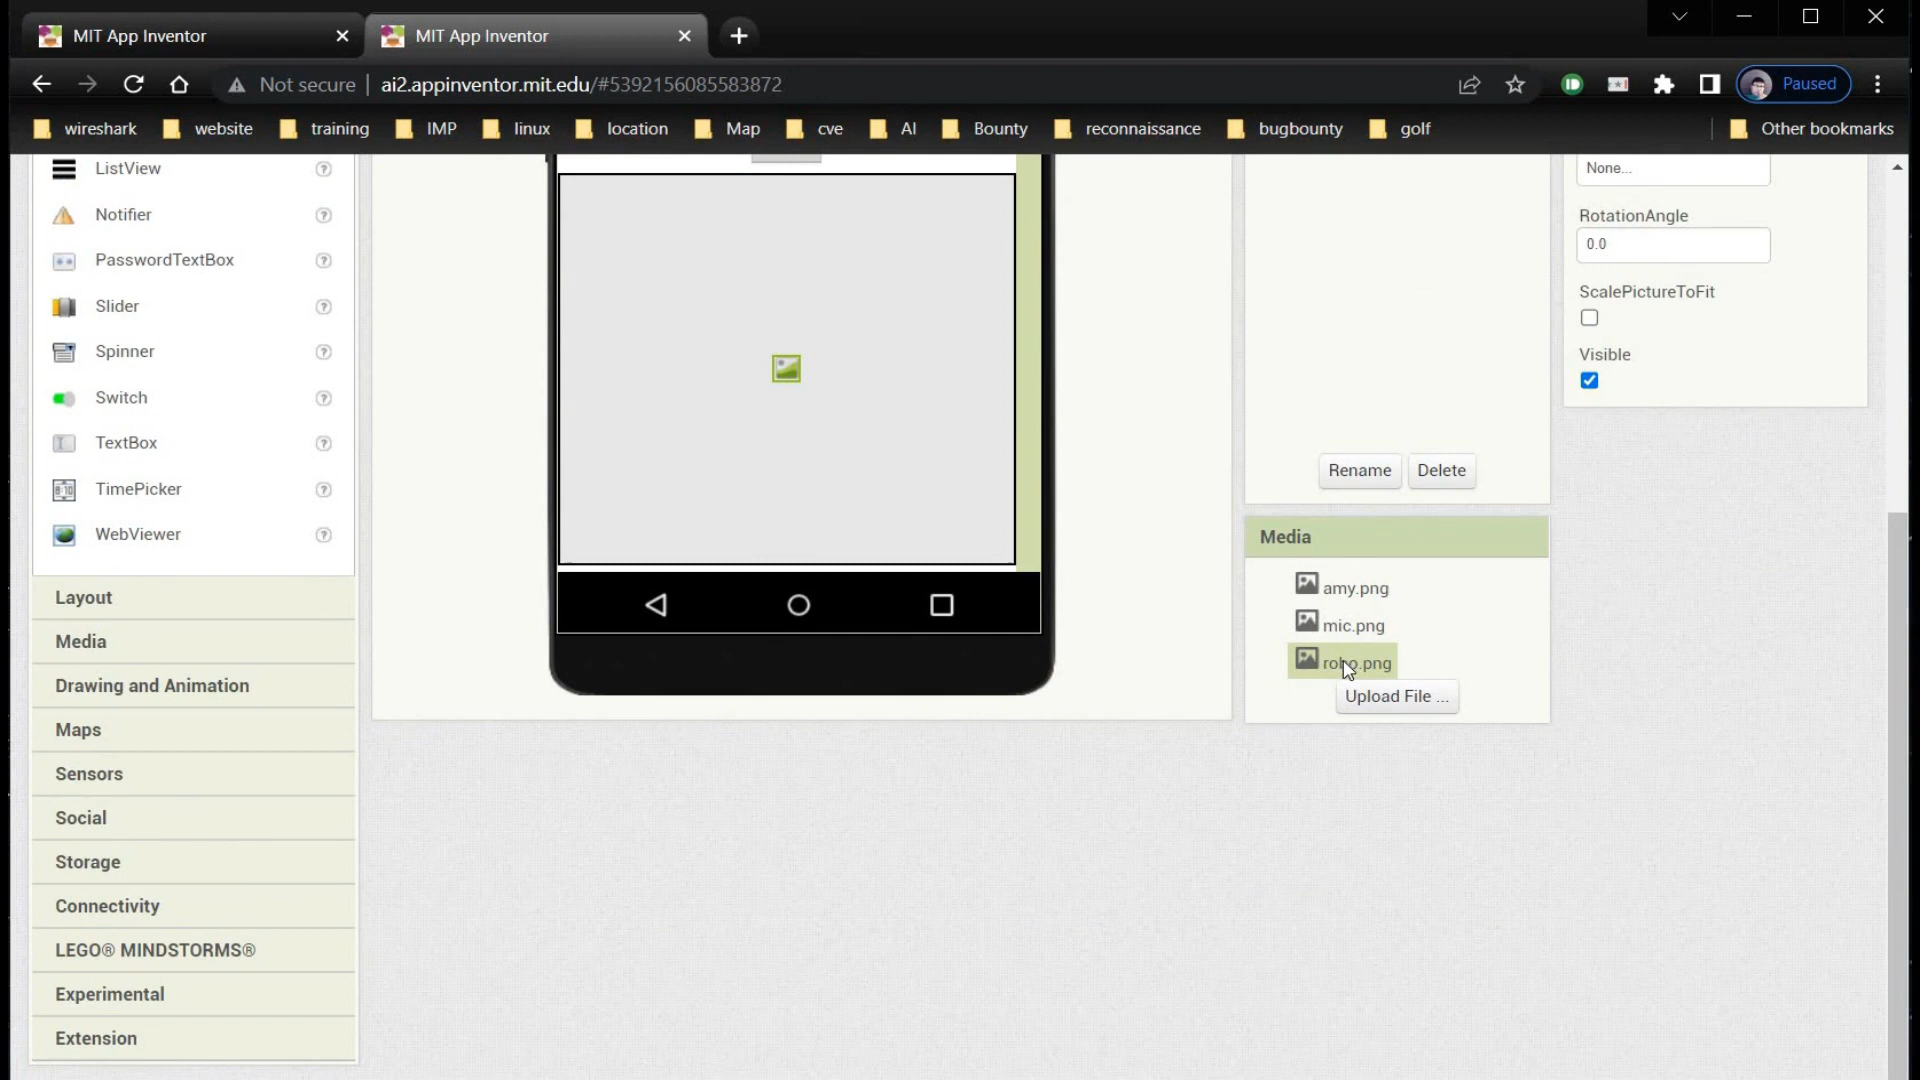 MIT App Inventor
MIT App Inventor
Not secure
ai2.appinventor.mit.edu/#5392156085583872
Paused
wireshark
website
training
IMP
linux
location
Map
cve
AI
Bounty
reconnaissance
bugbounty
golf
Other bookmarks
ListView
Notifier
PasswordTextBox
Slider
Spinner
Switch
TextBox
TimePicker
WebViewer
Layout
Media
Drawing and Animation
Maps
Sensors
Social
Storage
Connectivity
LEGO® MINDSTORMS®
Experimental
Extension
Rename
Delete
Media
amy.png
mic.png
robo.png
Upload File ...
None...
RotationAngle
0.0
ScalePictureToFit
Visible